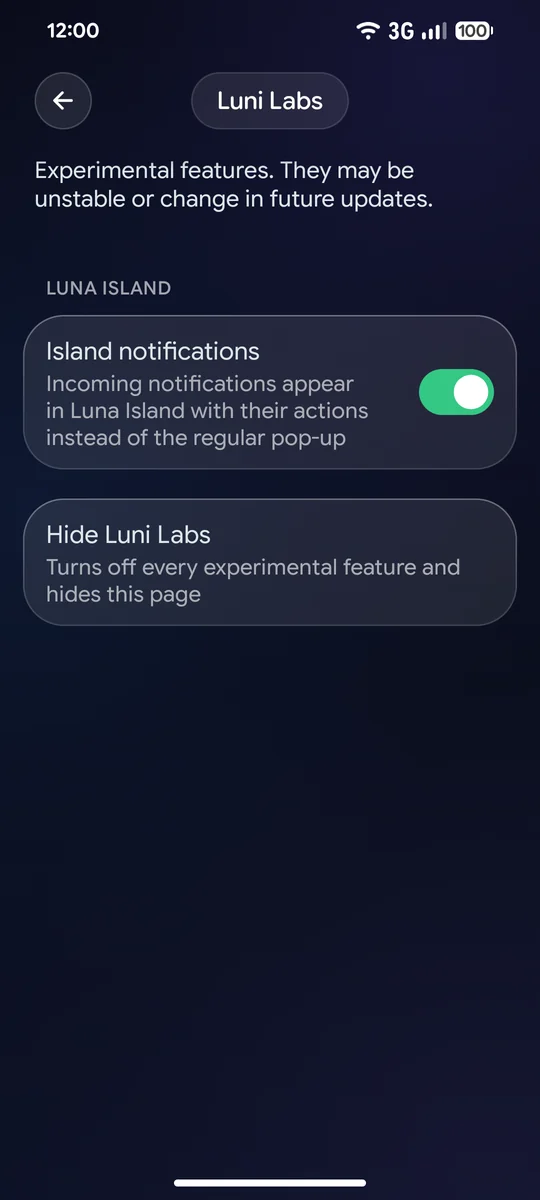 12:00
3G
100
Luni Labs
Experimental features. They may be
unstable or change in future updates.
LUNA ISLAND
Island notifications
Incoming notifications appear
in Luna Island with their actions
instead of the regular pop-up
Hide Luni Labs
Turns off every experimental feature and
hides this page